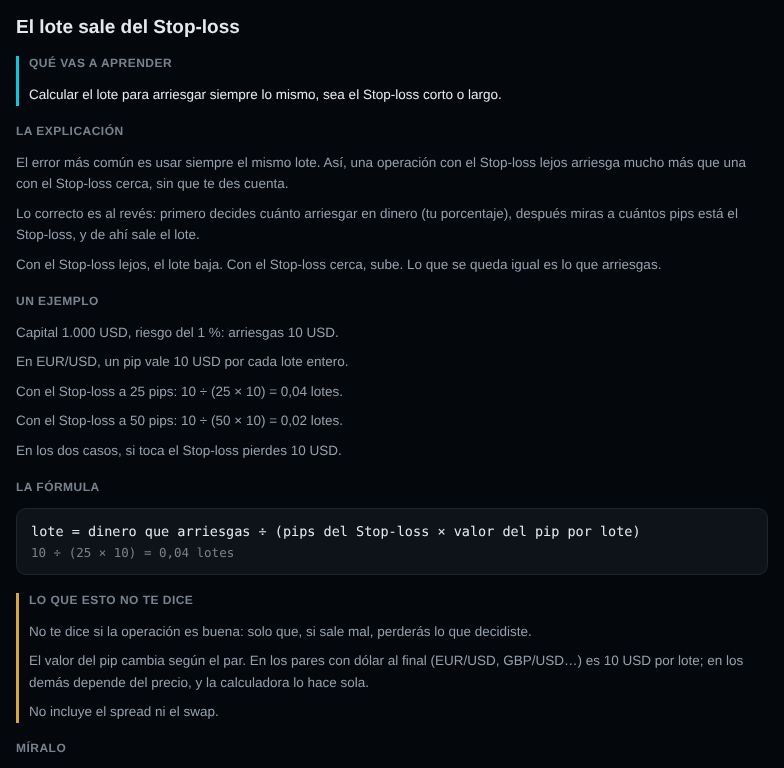 El lote sale del Stop-loss
QUÉ VAS A APRENDER
Calcular el lote para arriesgar siempre lo mismo, sea el Stop-loss corto o largo.
LA EXPLICACIÓN
El error más común es usar siempre el mismo lote. Así, una operación con el Stop-loss lejos arriesga mucho más que una
con el Stop-loss cerca, sin que te des cuenta.
Lo correcto es al revés: primero decides cuánto arriesgar en dinero (tu porcentaje), después miras a cuántos pips está el
Stop-loss, y de ahí sale el lote.
Con el Stop-loss lejos, el lote baja. Con el Stop-loss cerca, sube. Lo que se queda igual es lo que arriesgas.
UN EJEMPLO
Capital 1.000 USD, riesgo del 1 %: arriesgas 10 USD.
En EUR/USD, un pip vale 10 USD por cada lote entero.
Con el Stop-loss a 25 pips: 10 ÷ (25 × 10) = 0,04 lotes.
Con el Stop-loss a 50 pips: 10 ÷ (50 × 10) = 0,02 lotes.
En los dos casos, si toca el Stop-loss pierdes 10 USD.
LA FÓRMULA
lote = dinero que arriesgas ÷ (pips del Stop-loss × valor del pip por lote)
10 ÷ (25 × 10) = 0,04 lotes
LO QUE ESTO NO TE DICE
No te dice si la operación es buena: solo que, si sale mal, perderás lo que decidiste.
El valor del pip cambia según el par. En los pares con dólar al final (EUR/USD, GBP/USD…) es 10 USD por lote; en los
demás depende del precio, y la calculadora lo hace sola.
No incluye el spread ni el swap.
MÍRALO